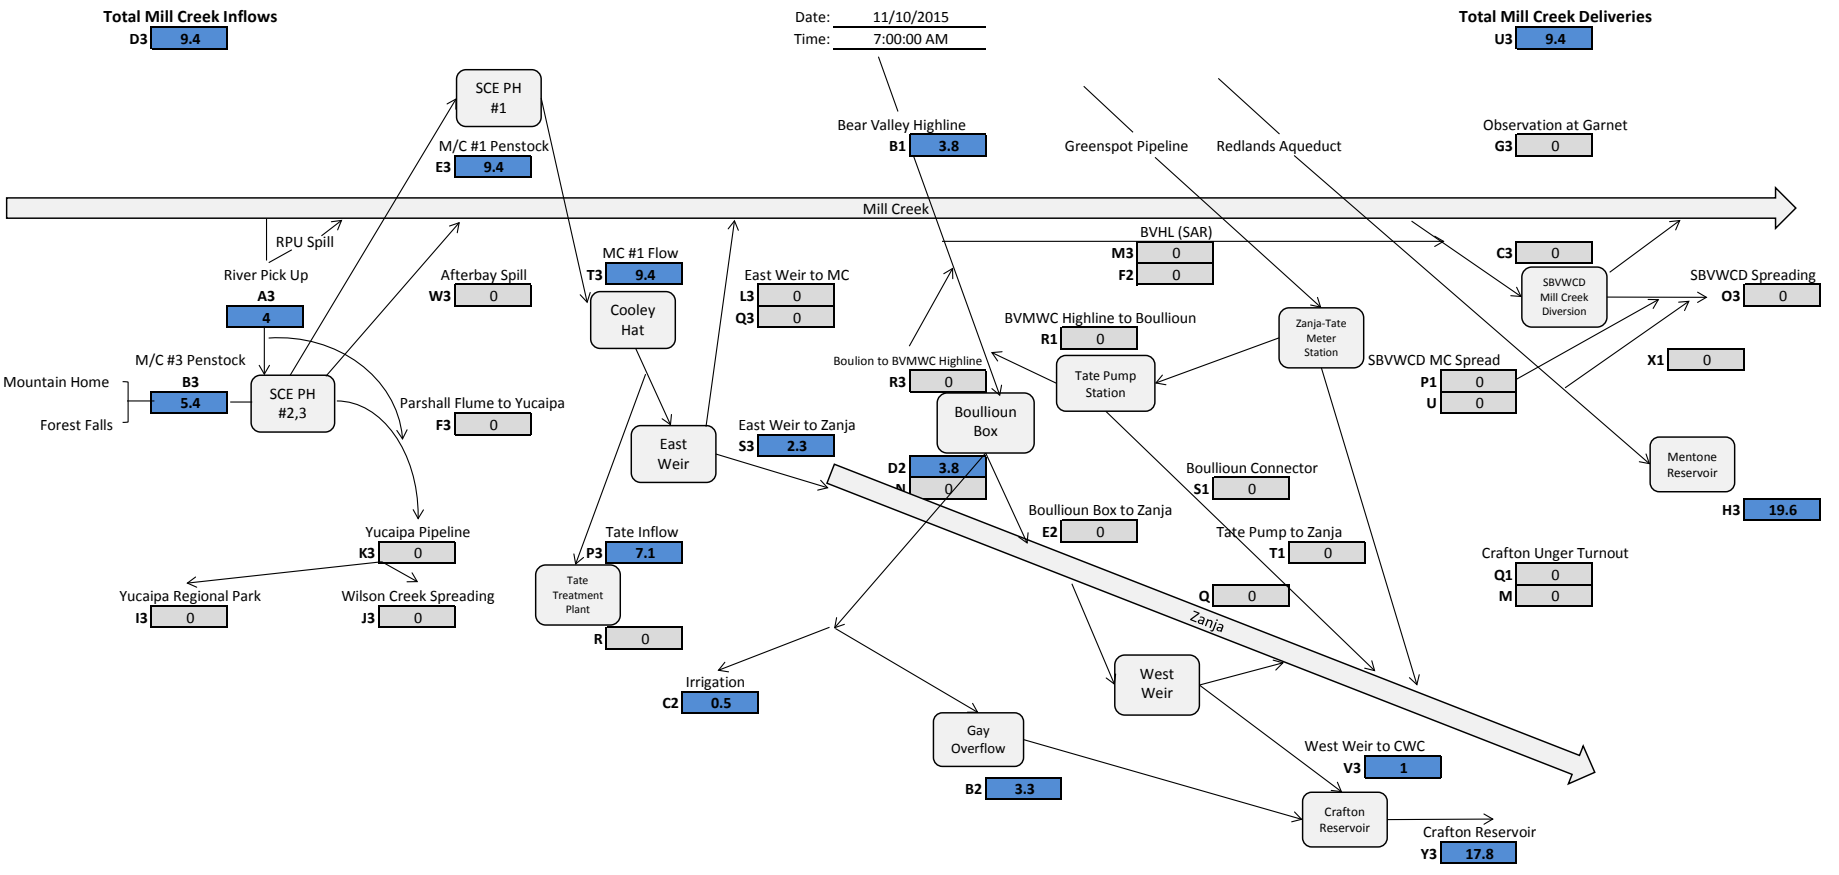 Total Mill Creek Inflows
D3 9.4
Date: 11/10/2015
Time: 7:00:00 AM
Total Mill Creek Deliveries
U3 9.4
SCE PH
#1
M/C #1 Penstock
E3 9.4
Bear Valley Highline
B1 3.8
Greenspot Pipeline
Redlands Aqueduct
Observation at Garnet
G3 0
Mill Creek
RPU Spill
River Pick Up
A3
4
Afterbay Spill
W3 0
MC #1 Flow
T3 9.4
Cooley
Hat
East Weir to MC
L3 0
Q3 0
BVHL (SAR)
M3 0
F2 0
C3 0
SBVWCD
Mill Creek
Diversion
SBVWCD Spreading
O3 0
BVMWC Highline to Boullioun
R1 0
Zanja-Tate
Meter
Station
M/C #3 Penstock
B3
5.4
Mountain Home
Forest Falls
SCE PH
#2,3
Parshall Flume to Yucaipa
F3 0
Boulion to BVMWC Highline
R3 0
Tate Pump
Station
SBVWCD MC Spread
P1 0
U 0
X1 0
Boullioun
Box
East Weir
East Weir to Zanja
S3 2.3
D2 3.8
N 0
Boullioun Connector
S1 0
Mentone
Reservoir
H3 19.6
Boullioun Box to Zanja
E2 0
Tate Pump to Zanja
T1 0
Yucaipa Pipeline
K3 0
Tate Inflow
P3 7.1
Crafton Unger Turnout
Q1 0
M 0
Yucaipa Regional Park
I3 0
Wilson Creek Spreading
J3 0
Tate
Treatment
Plant
R 0
Q 0
Zanja
Irrigation
C2 0.5
West
Weir
Gay
Overflow
B2 3.3
West Weir to CWC
V3 1
Crafton
Reservoir
Crafton Reservoir
Y3 17.8